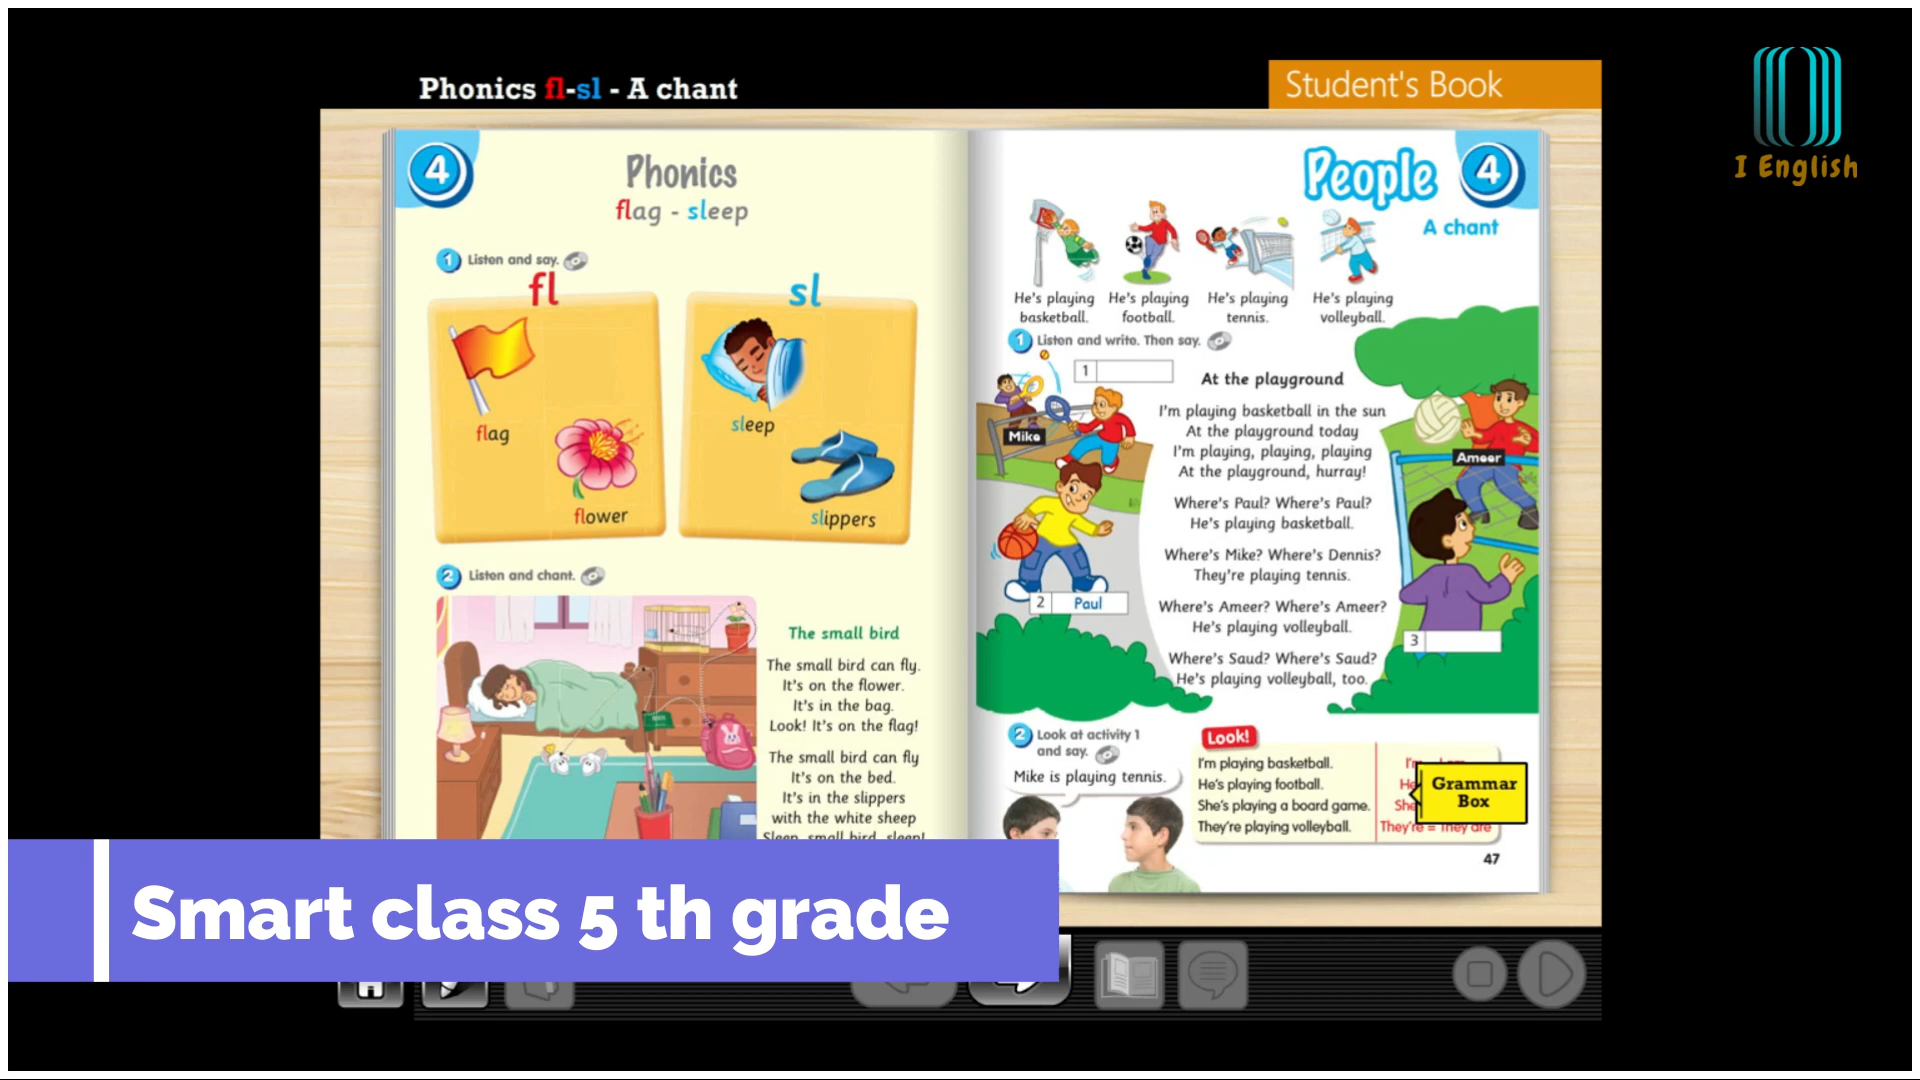 Phonics fl-sl - A chant
Student's Book
I English
4
Phonics
flag - sleep
1 Listen and say.
fl
sl
flag
flower
sleep
slippers
2 Listen and chant.
The small bird
The small bird can fly.
It's on the flower.
It's in the bag.
Look! It's on the flag!
The small bird can fly
It's on the bed.
It's in the slippers
with the white sheep
Sleep, small bird, sleep!
People 4
A chant
He's playing
basketball.
He's playing
football.
He's playing
tennis.
He's playing
volleyball.
1 Listen and write. Then say.
1
Mike
2 Paul
At the playground
I'm playing basketball in the sun
At the playground today
I'm playing, playing, playing
At the playground, hurray!
Where's Paul? Where's Paul?
He's playing basketball.
Where's Mike? Where's Dennis?
They're playing tennis.
Where's Ameer? Where's Ameer?
He's playing volleyball.
Where's Saud? Where's Saud?
He's playing volleyball, too.
Ameer
3
2 Look at activity 1
and say.
Mike is playing tennis.
Look!
I'm playing basketball.
He's playing football.
She's playing a board game.
They're playing volleyball.
They're = They are
Grammar
Box
47
Smart class 5 th grade